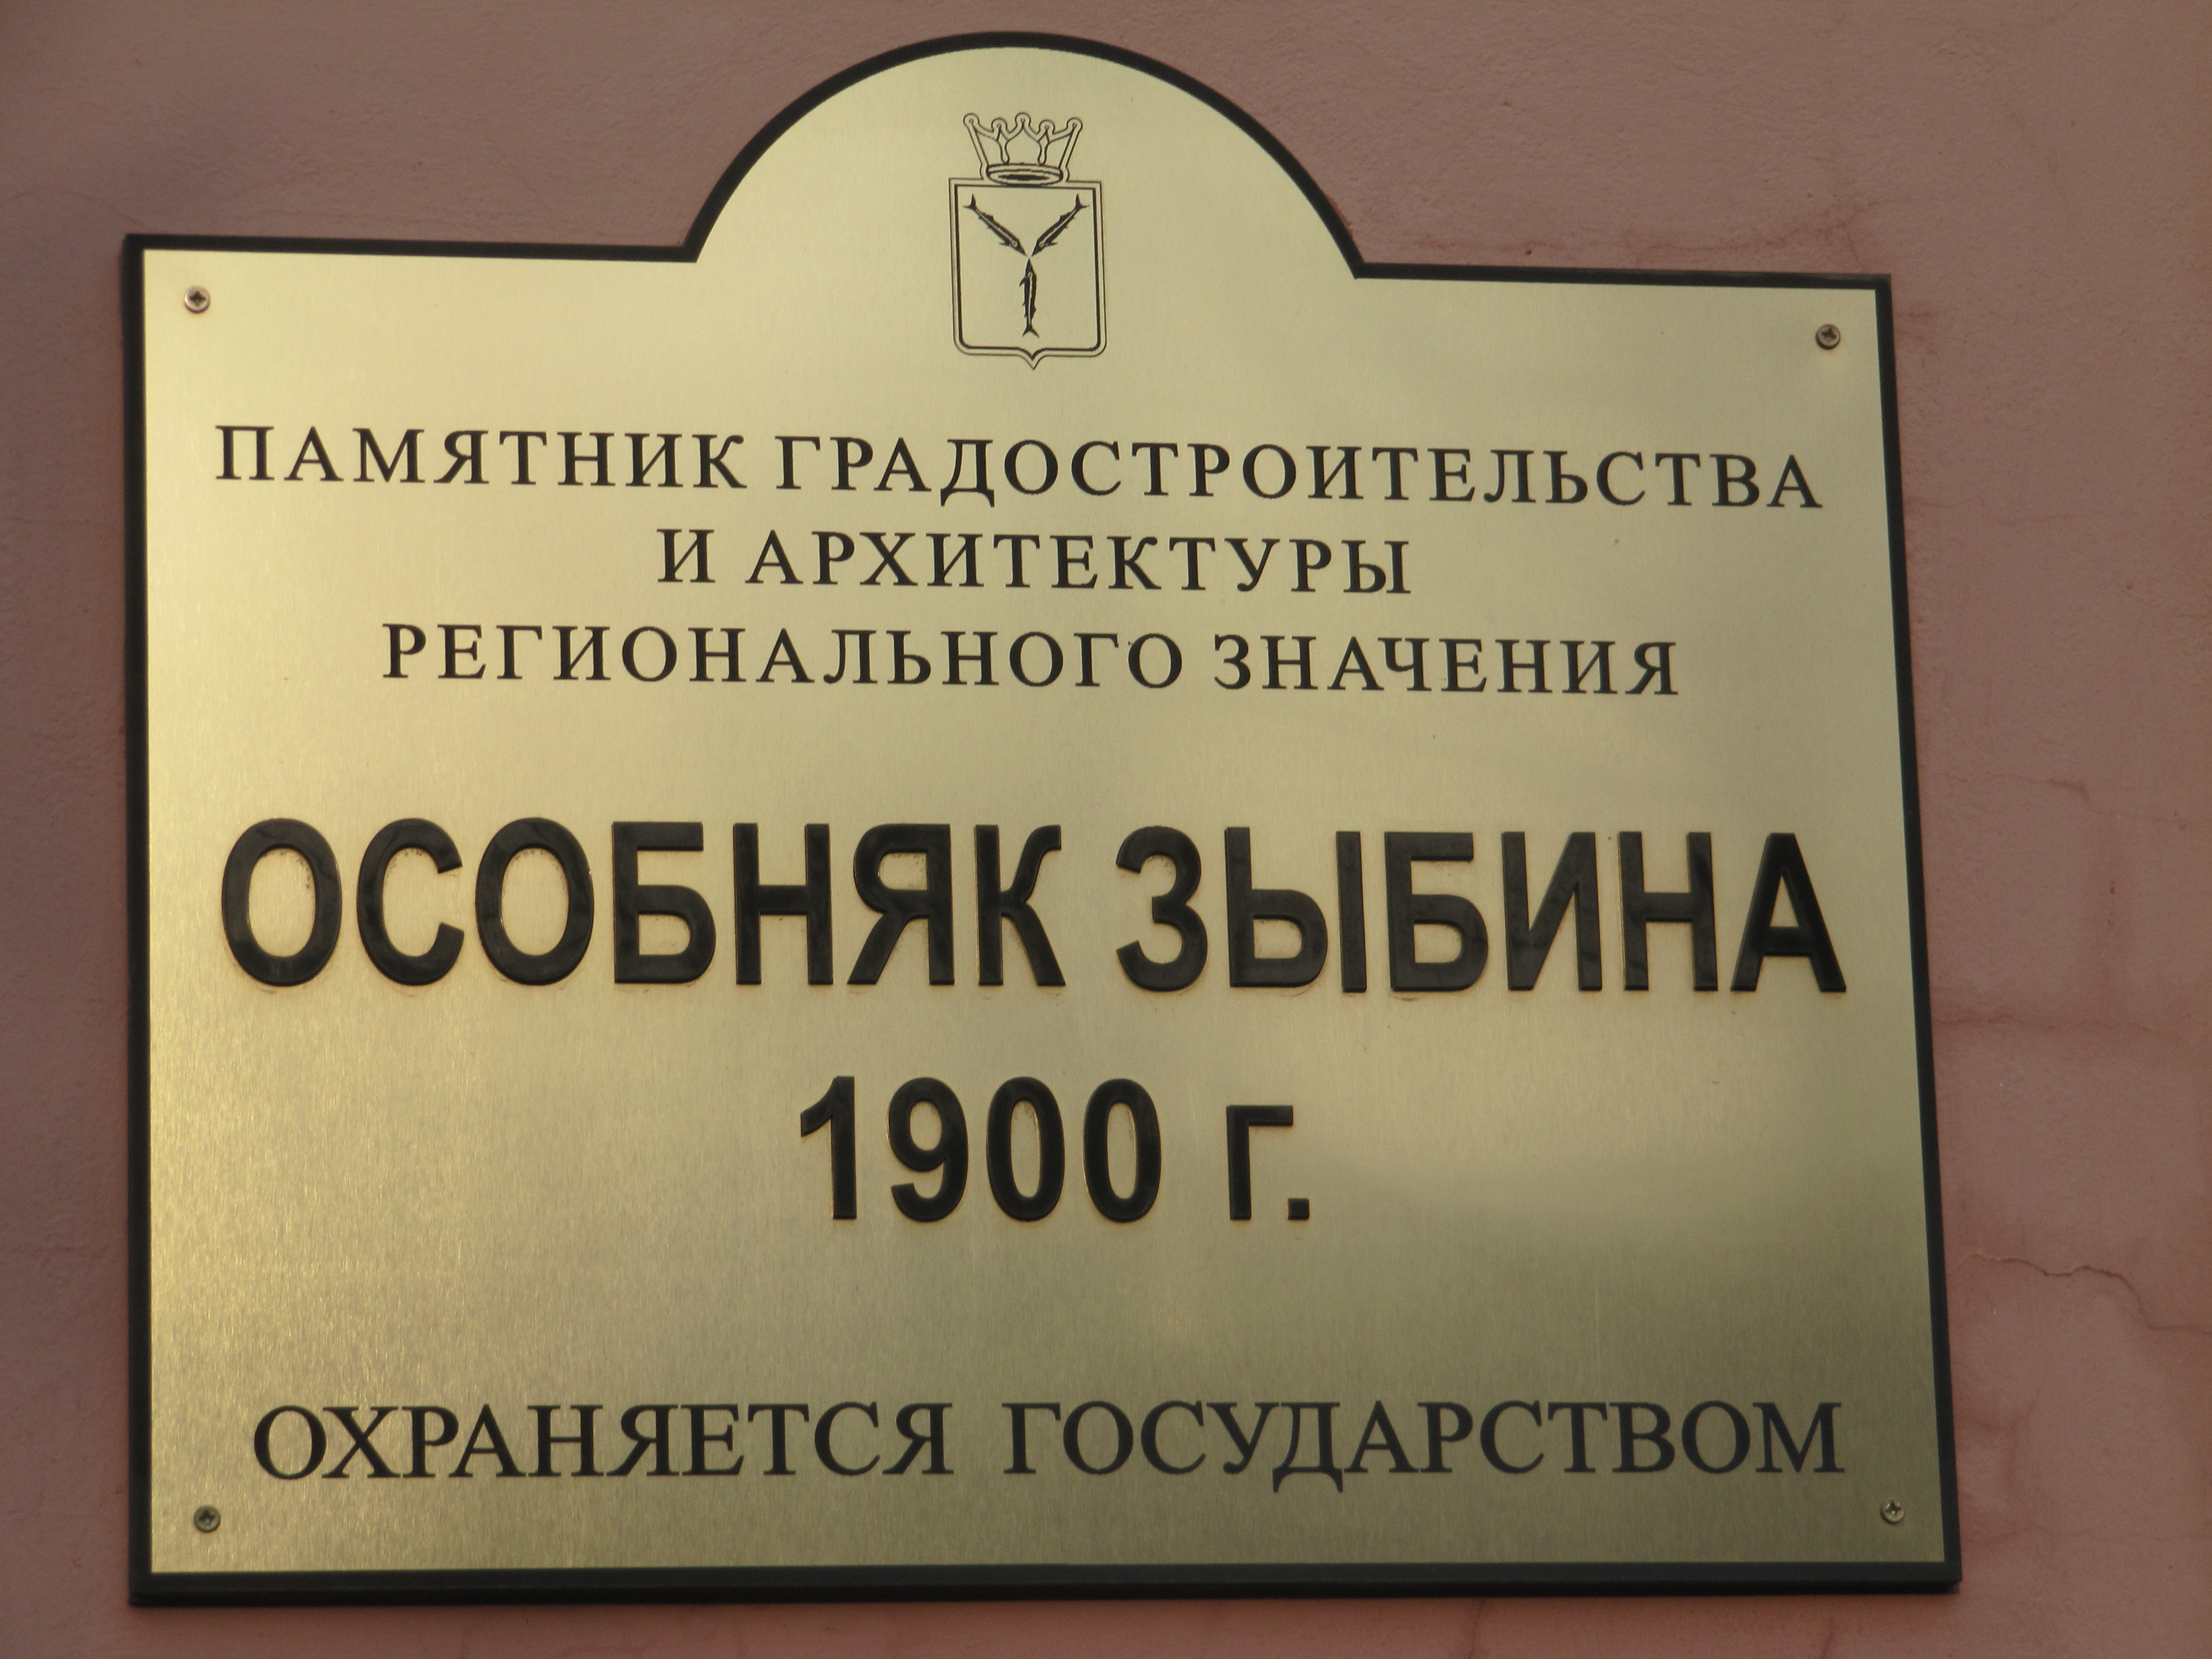 ПАМЯТНИК ГРАДОСТРОИТЕЛЬСТВА
И АРХИТЕКТУРЫ
РЕГИОНАЛЬНОГО ЗНАЧЕНИЯ
ОСОБНЯК ЗЫБИНА
1900 г.
ОХРАНЯЕТСЯ ГОСУДАРСТВОМ